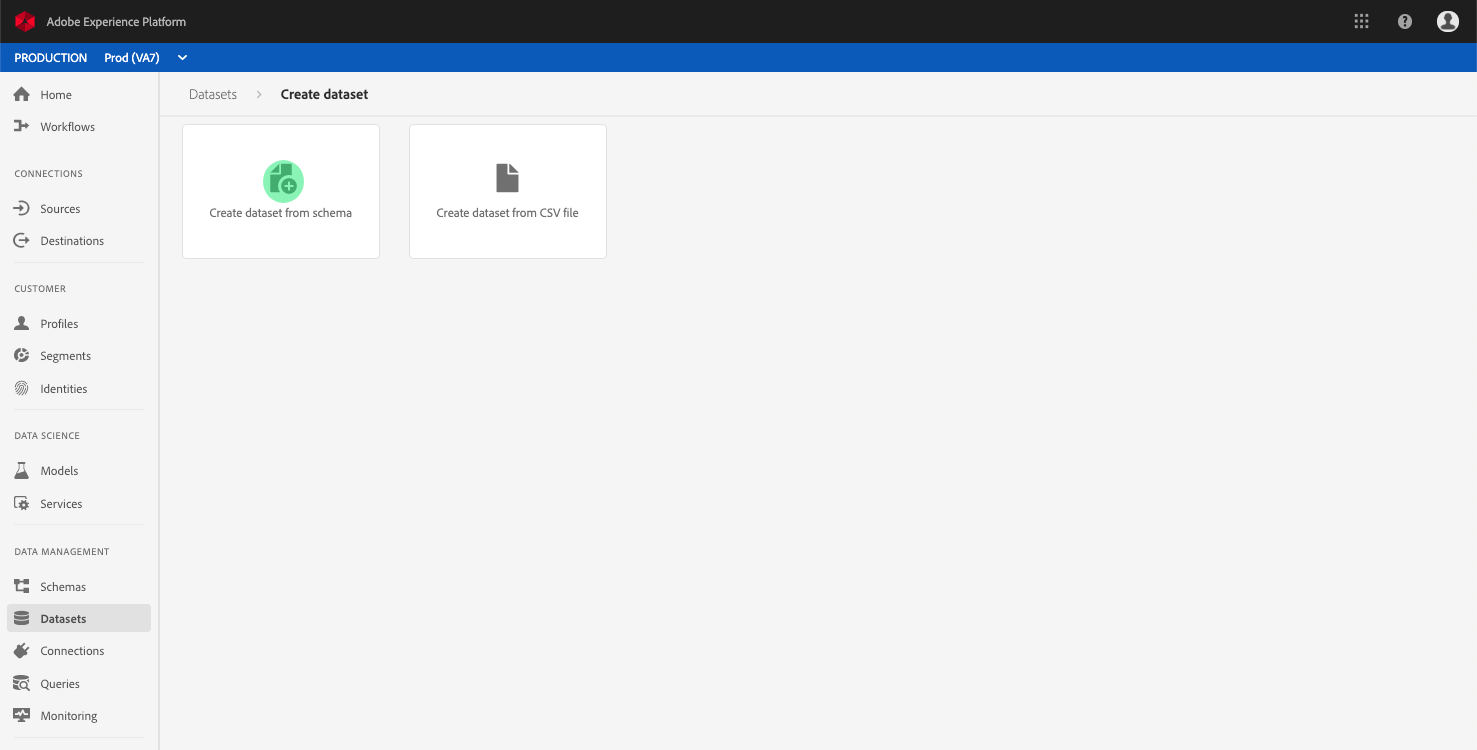 Adobe Experience Platform
PRODUCTION Prod (VA7)
Home
Workflows
CONNECTIONS
Sources
Destinations
CUSTOMER
Profiles
Segments
Identities
DATA SCIENCE
Models
Services
DATA MANAGEMENT
Schemas
Datasets
Connections
Queries
Monitoring
Datasets > Create dataset
Create dataset from schema
Create dataset from CSV file